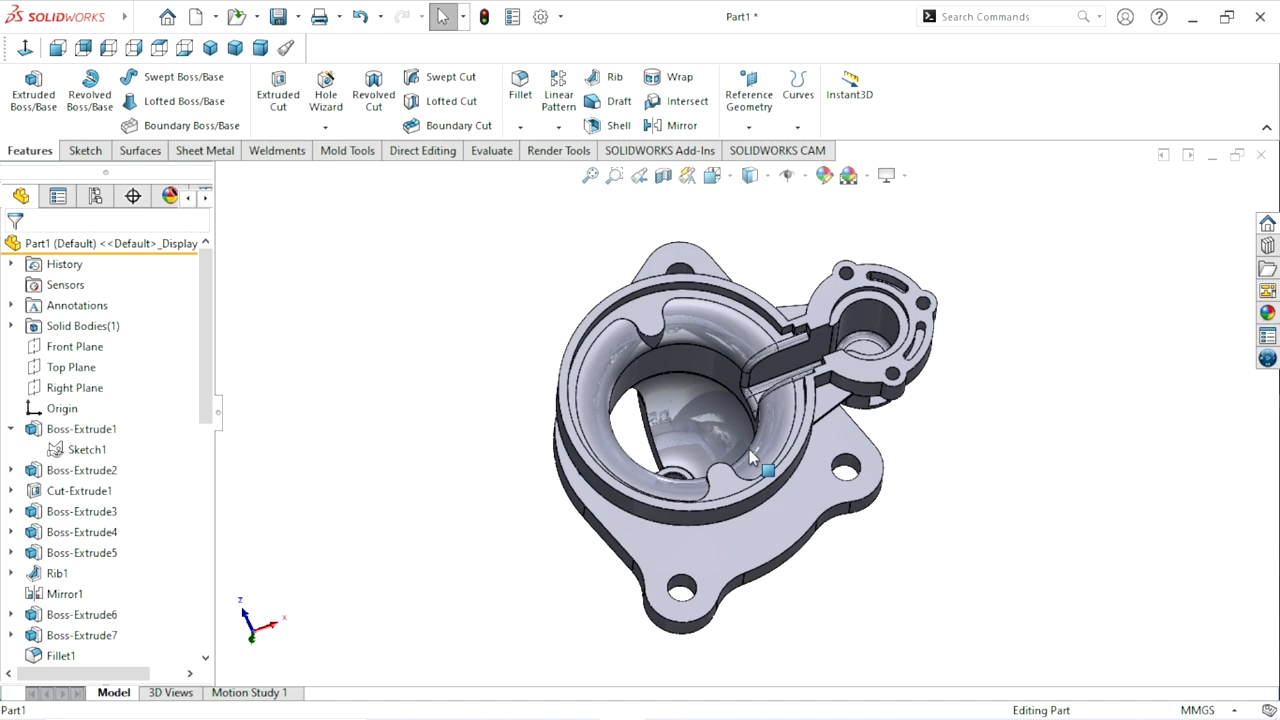 SOLIDWORKS
Part1 *
Search Commands
Extruded Boss/Base
Revolved Boss/Base
Swept Boss/Base
Lofted Boss/Base
Boundary Boss/Base
Extruded Cut
Hole Wizard
Revolved Cut
Swept Cut
Lofted Cut
Boundary Cut
Fillet
Linear Pattern
Rib
Draft
Shell
Wrap
Intersect
Mirror
Reference Geometry
Curves
Instant3D
Features
Sketch
Surfaces
Sheet Metal
Weldments
Mold Tools
Direct Editing
Evaluate
Render Tools
SOLIDWORKS Add-Ins
SOLIDWORKS CAM
Part1 (Default) <<Default>_Display
History
Sensors
Annotations
Solid Bodies(1)
Front Plane
Top Plane
Right Plane
Origin
Boss-Extrude1
Sketch1
Boss-Extrude2
Cut-Extrude1
Boss-Extrude3
Boss-Extrude4
Boss-Extrude5
Rib1
Mirror1
Boss-Extrude6
Boss-Extrude7
Fillet1
z
x
Model
3D Views
Motion Study 1
Part1
Editing Part
MMGS